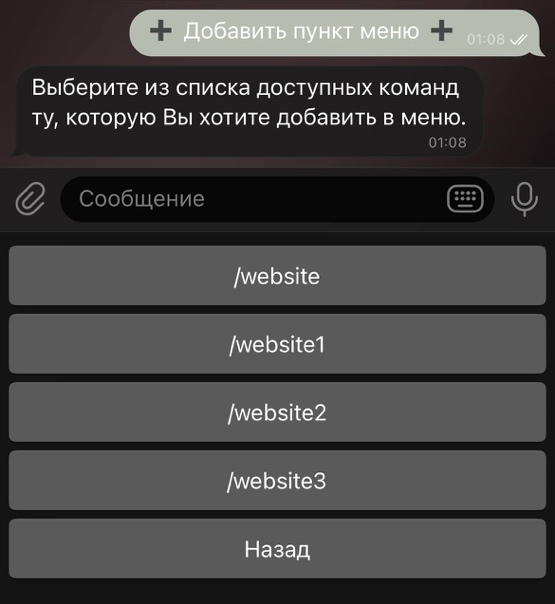 ➕ Добавить пункт меню ➕
01:08
Выберите из списка доступных команд
ту, которую Вы хотите добавить в меню.
01:08
Сообщение
/website
/website1
/website2
/website3
Назад